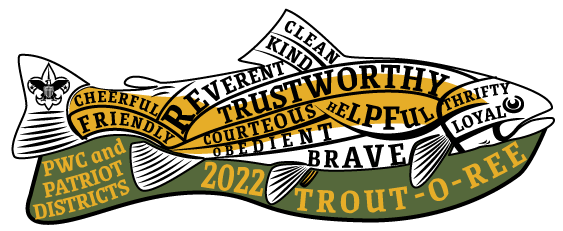 CLEAN
KIND
REVERENT
TRUSTWORTHY
CHEERFUL
FRIENDLY
COURTEOUS
HELPFUL
THRIFTY
LOYAL
OBEDIENT
BRAVE
PWC and
PATRIOT
DISTRICTS
2022
TROUT-O-REE